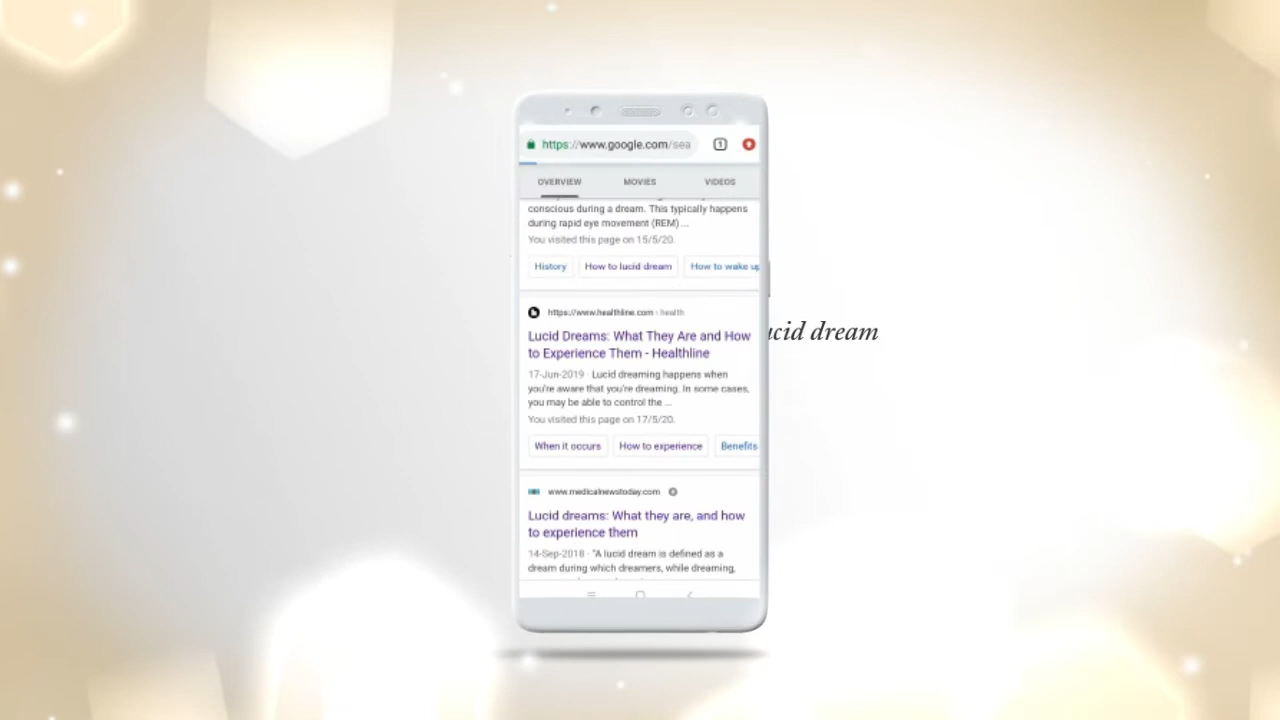 https://www.google.com/sea
1
OVERVIEW MOVIES VIDEOS
conscious during a dream. This typically happens
during rapid eye movement (REM) ...
You visited this page on 15/5/20.
History How to lucid dream How to wake up
https://www.healthline.com › health
Lucid Dreams: What They Are and How
to Experience Them - Healthline
ucid dream
17-Jun-2019 · Lucid dreaming happens when
you're aware that you're dreaming. In some cases,
you may be able to control the ...
You visited this page on 17/5/20.
When it occurs How to experience Benefits
www.medicalnewstoday.com
Lucid dreams: What they are, and how
to experience them
14-Sep-2018 · "A lucid dream is defined as a
dream during which dreamers, while dreaming,